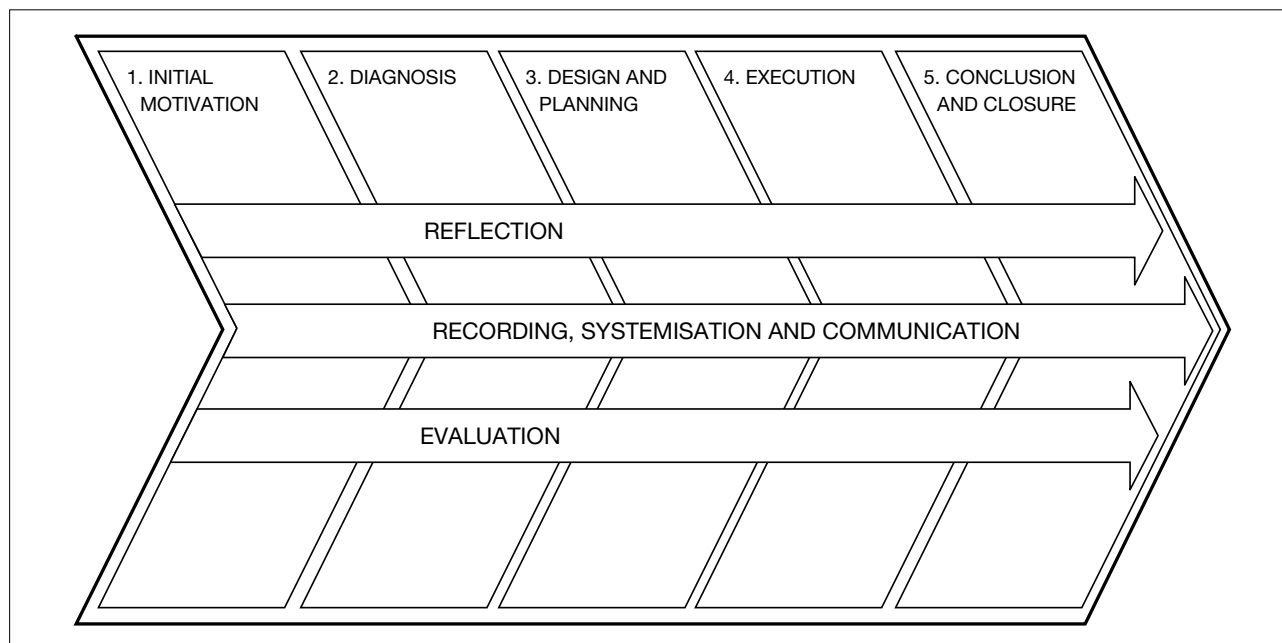 1. INITIAL
MOTIVATION
2. DIAGNOSIS
3. DESIGN AND
PLANNING
4. EXECUTION
5. CONCLUSION
AND CLOSURE
REFLECTION
RECORDING, SYSTEMISATION AND COMMUNICATION
EVALUATION